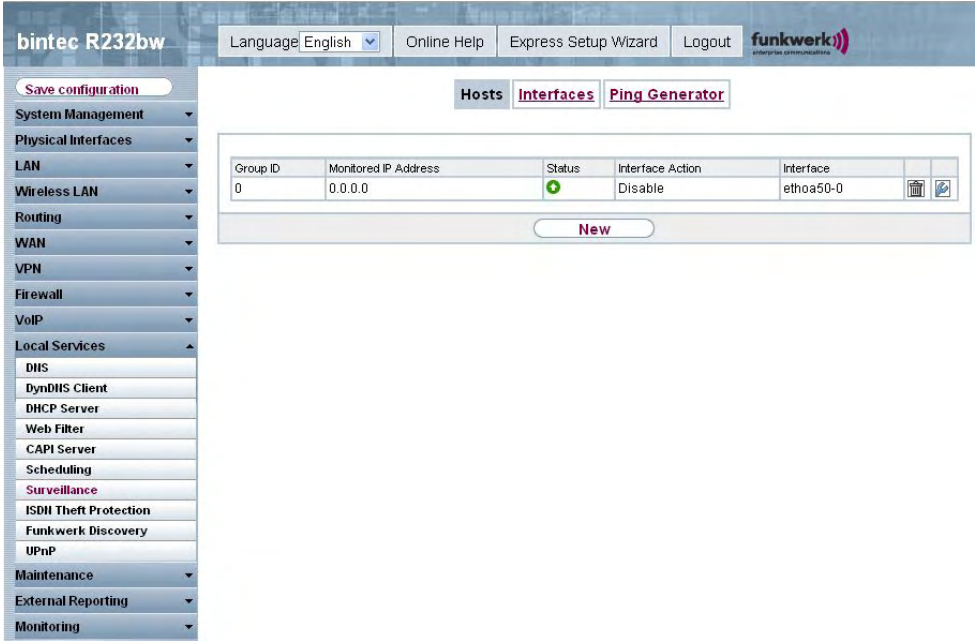 bintec R232bw
Language English Online Help Express Setup Wizard Logout funkwerk
enterprise communications
Save configuration
System Management
Physical Interfaces
LAN
Wireless LAN
Routing
WAN
VPN
Firewall
VoIP
Local Services
DNS
DynDNS Client
DHCP Server
Web Filter
CAPI Server
Scheduling
Surveillance
ISDN Theft Protection
Funkwerk Discovery
UPnP
Maintenance
External Reporting
Monitoring
Hosts Interfaces Ping Generator
Group ID Monitored IP Address Status Interface Action Interface
0 0.0.0.0 Disable ethoa50-0
New